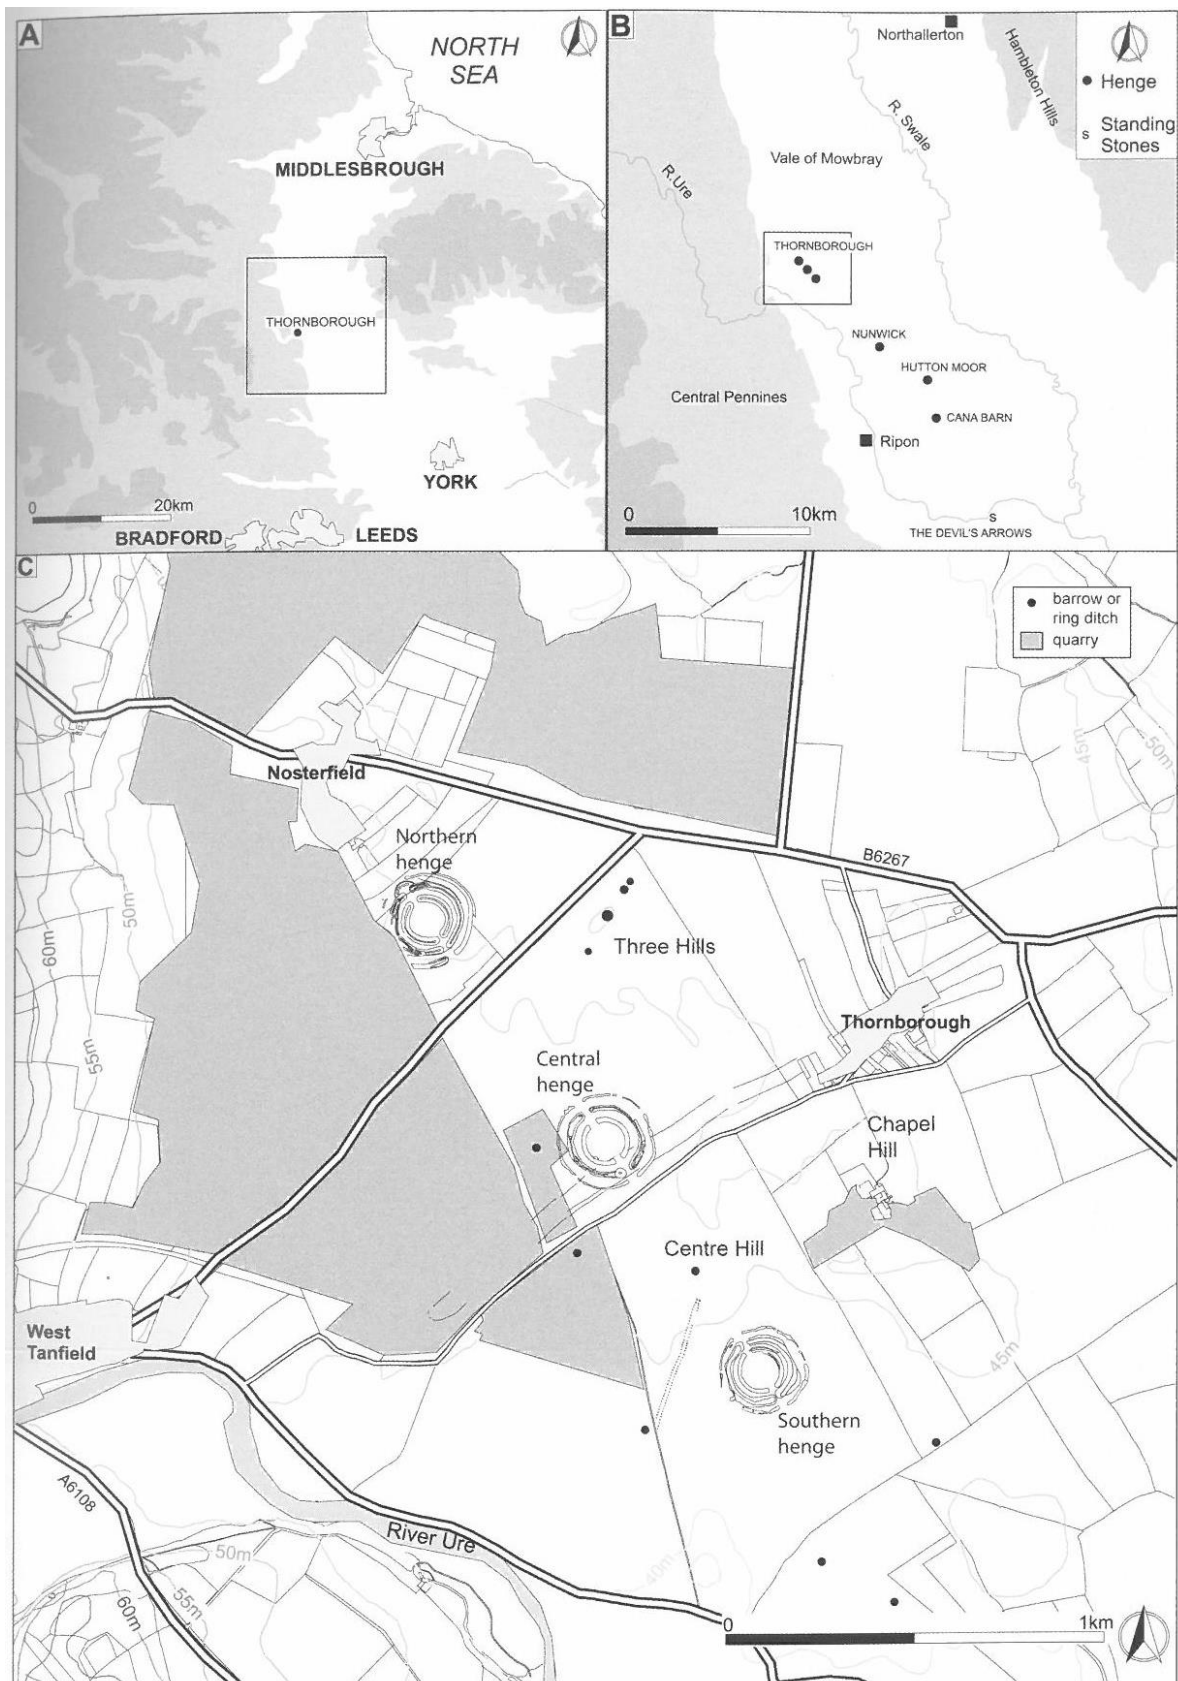 A
NORTH
SEA
MIDDLESBROUGH
THORNBOROUGH
YORK
0 20km
BRADFORD
LEEDS
B
Northallerton
Hambleton Hills
Henge
s Standing
Stones
R. Swale
Vale of Mowbray
R.Ure
THORNBOROUGH
NUNWICK
HUTTON MOOR
Central Pennines
CANA BARN
Ripon
0 10km
s
THE DEVIL'S ARROWS
C
barrow or
ring ditch
quarry
45m
50m
Nosterfield
Northern
henge
B6267
50m
60m
Three Hills
Thornborough
55m
Central
henge
Chapel
Hill
Centre Hill
West
Tanfield
45m
Southern
henge
A6108
River Ure
50m
40m
55m
60m
0 1km